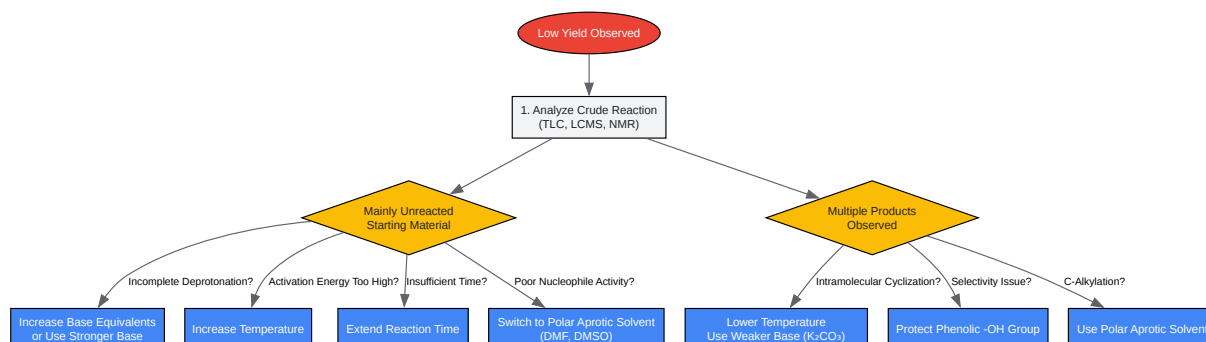 Low Yield Observed
1. Analyze Crude Reaction
(TLC, LCMS, NMR)
Mainly Unreacted
Starting Material
Multiple Products
Observed
Incomplete Deprotonation?
Activation Energy Too High?
Insufficient Time?
Poor Nucleophile Activity?
Intramolecular Cyclization?
Selectivity Issue?
C-Alkylation?
Increase Base Equivalents
or Use Stronger Base
Increase Temperature
Extend Reaction Time
Switch to Polar Aprotic Solvent
(DMF, DMSO)
Lower Temperature
Use Weaker Base (K₂CO₃)
Protect Phenolic -OH Group
Use Polar Aprotic Solvent